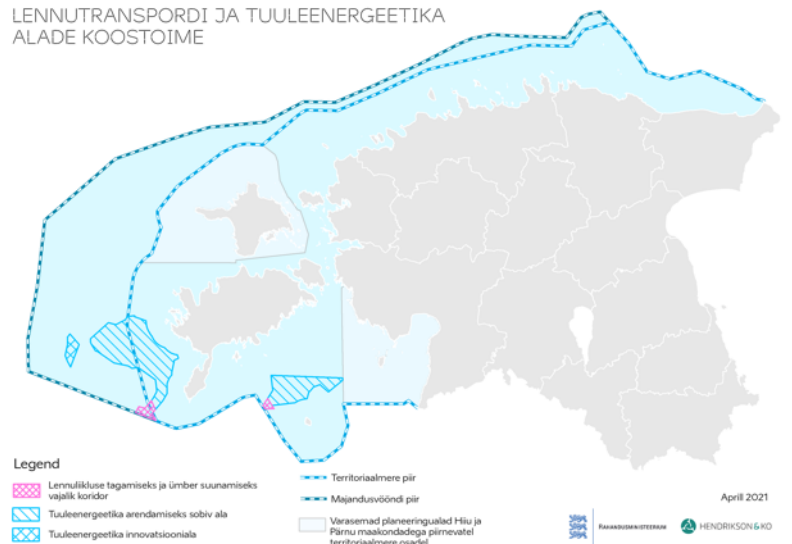 LENNUTRANSPORDI JA TUULEENERGEETIKA
ALADE KOOSTOIME
Legend
Lennuliikluse tagamiseks ja ümber suunamiseks
vajalik koridor
Tuuleenergeetika arendamiseks sobiv ala
Tuuleenergeetika innovatsiooniala
Territoriaalmere piir
Majandusvööndi piir
Varasemad planeeringualad Hiiu ja
Pärnu maakondadega piirnevatel
territoriaalmere osadel
Aprill 2021
RAHANDUSMINISTEERIUM
HENDRIKSON & KO